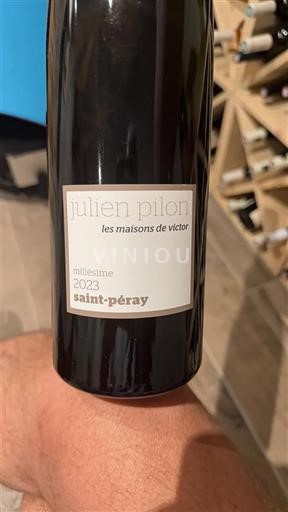 julien pilon
les maisons de victor
VINIOU
millésime
2023
saint-péray